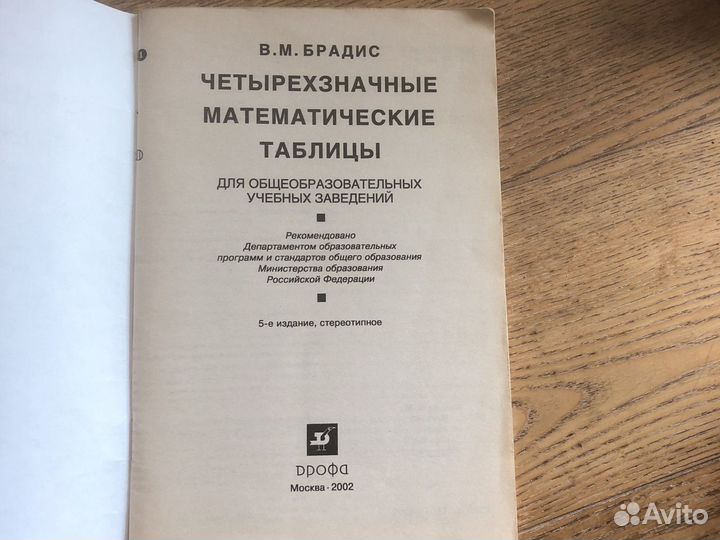 В.М. БРАДИС
ЧЕТЫРЕХЗНАЧНЫЕ
МАТЕМАТИЧЕСКИЕ
ТАБЛИЦЫ
ДЛЯ ОБЩЕОБРАЗОВАТЕЛЬНЫХ
УЧЕБНЫХ ЗАВЕДЕНИЙ
Рекомендовано
Департаментом образовательных
программ и стандартов общего образования
Министерства образования
Российской Федерации
5-е издание, стереотипное
дрофа
Москва · 2002
Avito